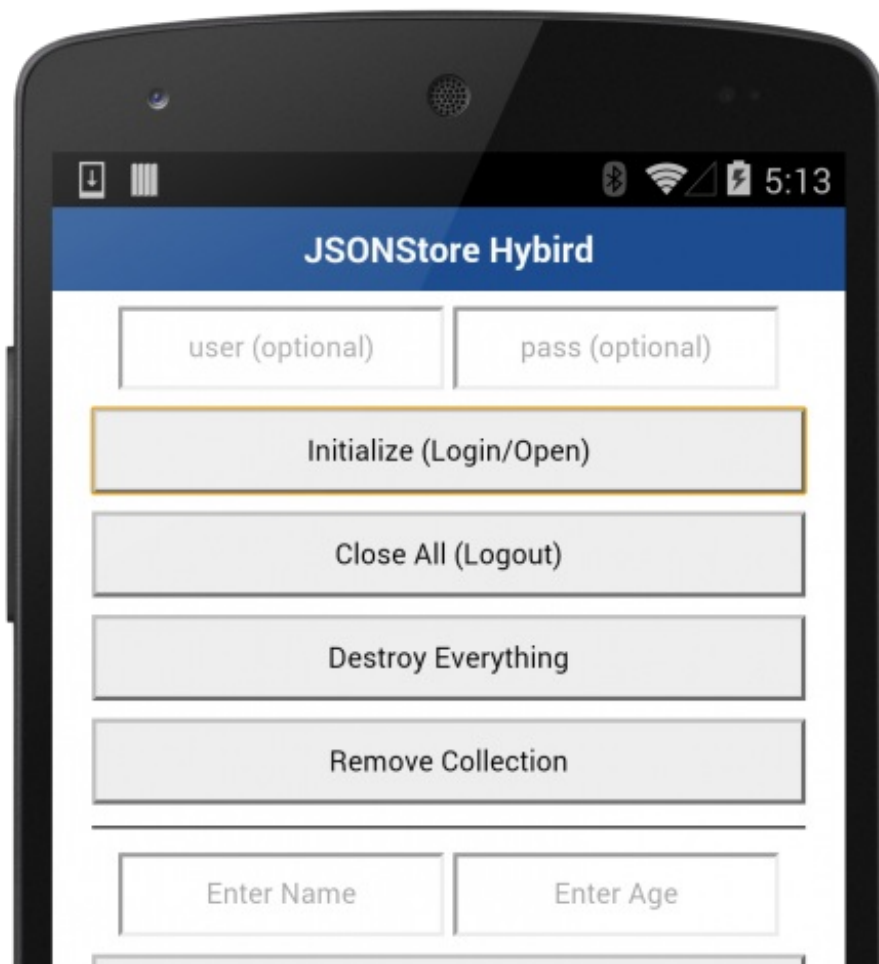 5:13
JSONStore Hybird
user (optional) pass (optional)
Initialize (Login/Open)
Close All (Logout)
Destroy Everything
Remove Collection
Enter Name Enter Age